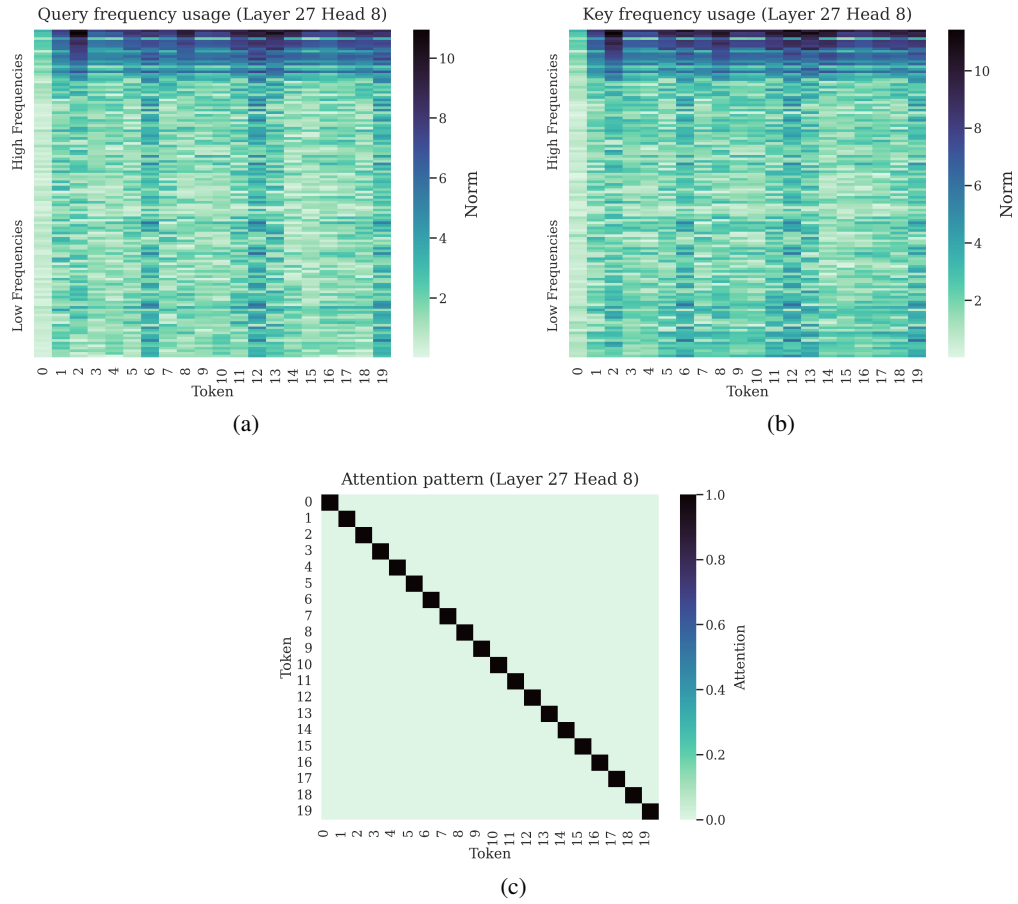 Query frequency usage (Layer 27 Head 8)
High Frequencies
Low Frequencies
0 1 2 3 4 5 6 7 8 9 10 11 12 13 14 15 16 17 18 19
Token
10
8
6
4
2
Norm
(a)
Key frequency usage (Layer 27 Head 8)
High Frequencies
Low Frequencies
0 1 2 3 4 5 6 7 8 9 10 11 12 13 14 15 16 17 18 19
Token
10
8
6
4
2
Norm
(b)
Attention pattern (Layer 27 Head 8)
Token
0
1
2
3
4
5
6
7
8
9
10
11
12
13
14
15
16
17
18
19
0 1 2 3 4 5 6 7 8 9 10 11 12 13 14 15 16 17 18 19
Token
1.0
0.8
0.6
0.4
0.2
0.0
Attention
(c)